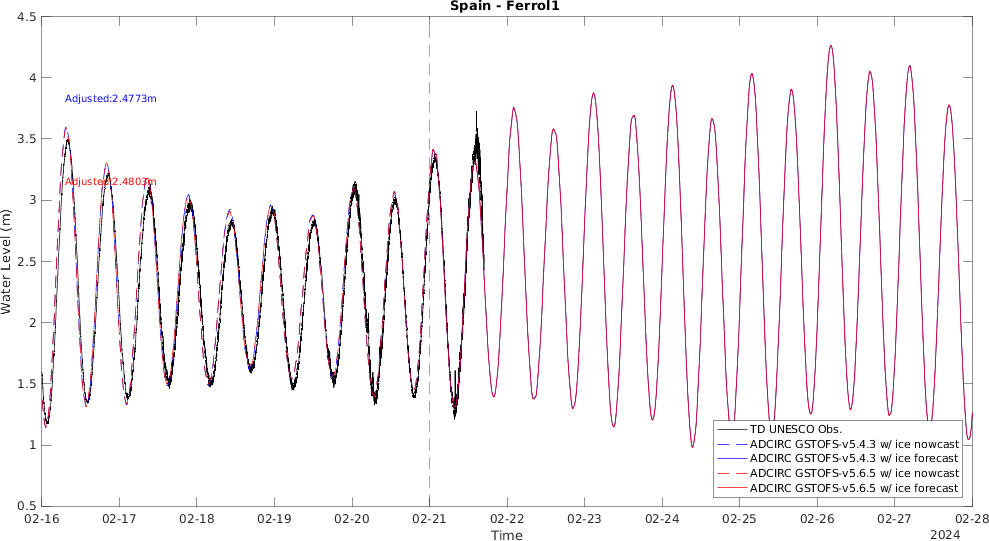 Spain - Ferrol1
4.5
4
3.5
3
2.5
2
1.5
1
0.5
Water Level (m)
Adjusted:2.4773m
Adjusted:2.4803m
TD UNESCO Obs.
ADCIRC GSTOFS-v5.4.3 w/ ice nowcast
ADCIRC GSTOFS-v5.4.3 w/ ice forecast
ADCIRC GSTOFS-v5.6.5 w/ ice nowcast
ADCIRC GSTOFS-v5.6.5 w/ ice forecast
02-16 02-17 02-18 02-19 02-20 02-21 02-22 02-23 02-24 02-25 02-26 02-27 02-28
Time
2024